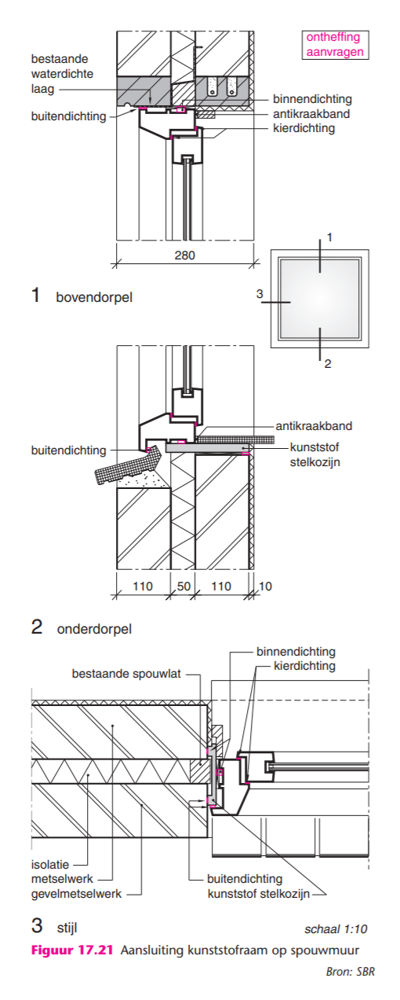 ontheffing
aanvragen
bestaande
waterdichte
laag
buitendichting
binnendichting
antikraakband
kierdichting
280
1 bovendorpel
1
3
2
buitendichting
antikraakband
kunststof
stelkozijn
110 50 110 10
2 onderdorpel
binnendichting
kierdichting
bestaande spouwlat
isolatie
metselwerk
gevelmetselwerk
buitendichting
kunststof stelkozijn
3 stijl
schaal 1:10
Figuur 17.21 Aansluiting kunststofraam op spouwmuur
Bron: SBR